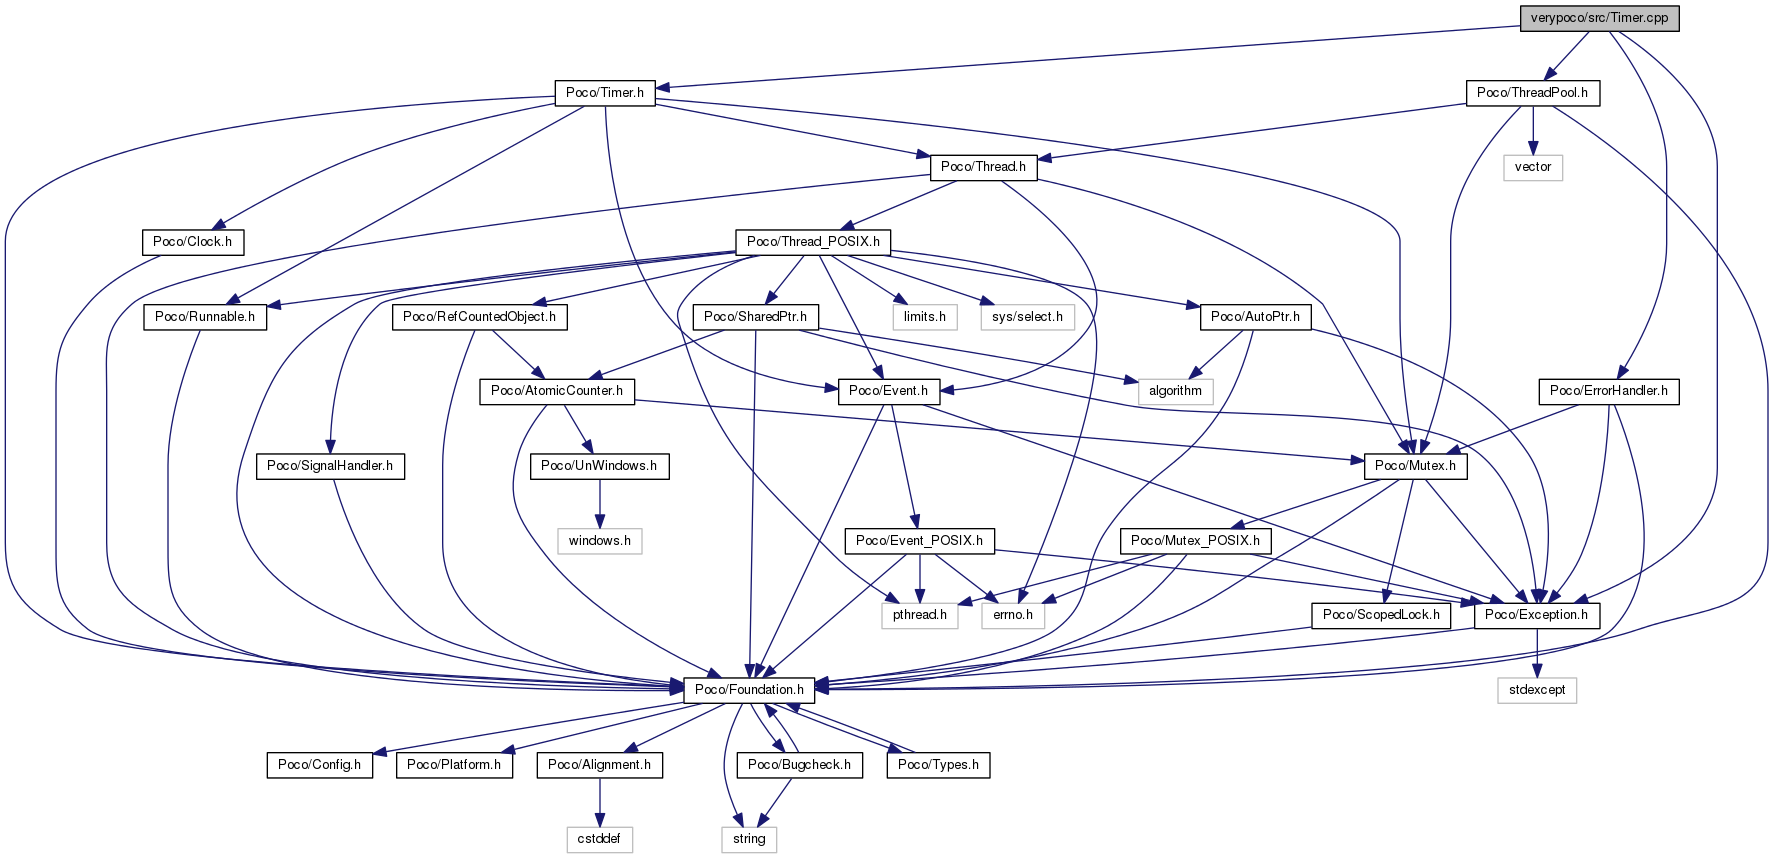 verypoco/src/Timer.cpp
Poco/Timer.h
Poco/ThreadPool.h
Poco/Thread.h
vector
Poco/Clock.h
Poco/Thread_POSIX.h
Poco/Runnable.h
Poco/RefCountedObject.h
Poco/SharedPtr.h
limits.h
sys/select.h
Poco/AutoPtr.h
Poco/AtomicCounter.h
Poco/Event.h
algorithm
Poco/ErrorHandler.h
Poco/SignalHandler.h
Poco/UnWindows.h
Poco/Mutex.h
windows.h
Poco/Event_POSIX.h
Poco/Mutex_POSIX.h
pthread.h
errno.h
Poco/ScopedLock.h
Poco/Exception.h
Poco/Foundation.h
stdexcept
Poco/Config.h
Poco/Platform.h
Poco/Alignment.h
Poco/Bugcheck.h
Poco/Types.h
cstddef
string